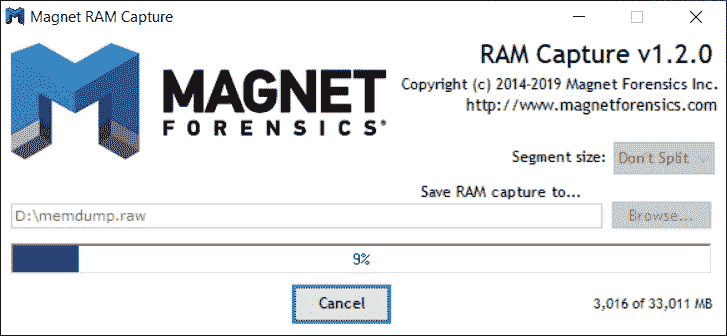 Magnet RAM Capture
RAM Capture v1.2.0
Copyright (c) 2014-2019 Magnet Forensics Inc.
http://www.magnetforensics.com
MAGNET
FORENSICS®
Segment size: Don't Split
Save RAM capture to...
D:\memdump.raw Browse...
9%
Cancel 3,016 of 33,011 MB